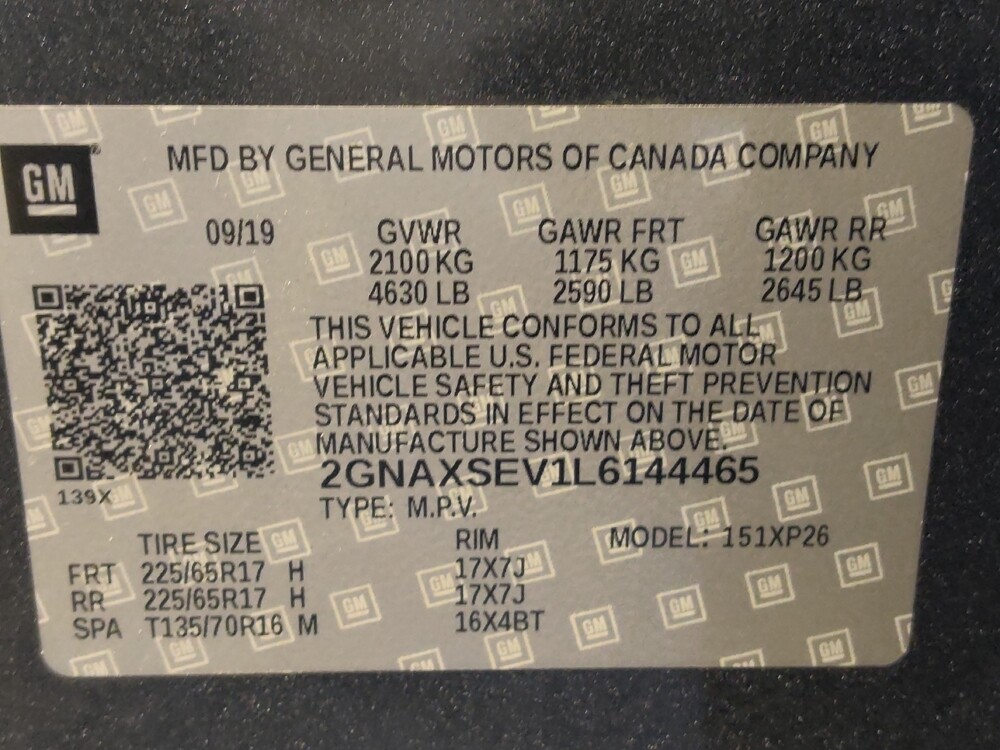 GM
MFD BY GENERAL MOTORS OF CANADA COMPANY
09/19 GVWR GAWR FRT GAWR RR
2100 KG 1175 KG 1200 KG
4630 LB 2590 LB 2645 LB
THIS VEHICLE CONFORMS TO ALL
APPLICABLE U.S. FEDERAL MOTOR
VEHICLE SAFETY AND THEFT PREVENTION
STANDARDS IN EFFECT ON THE DATE OF
MANUFACTURE SHOWN ABOVE.
2GNAXSEV1L6144465
139X
TYPE: M.P.V.
TIRE SIZE RIM MODEL: 151XP26
FRT 225/65R17 H 17X7J
RR 225/65R17 H 17X7J
SPA T135/70R16 M 16X4BT